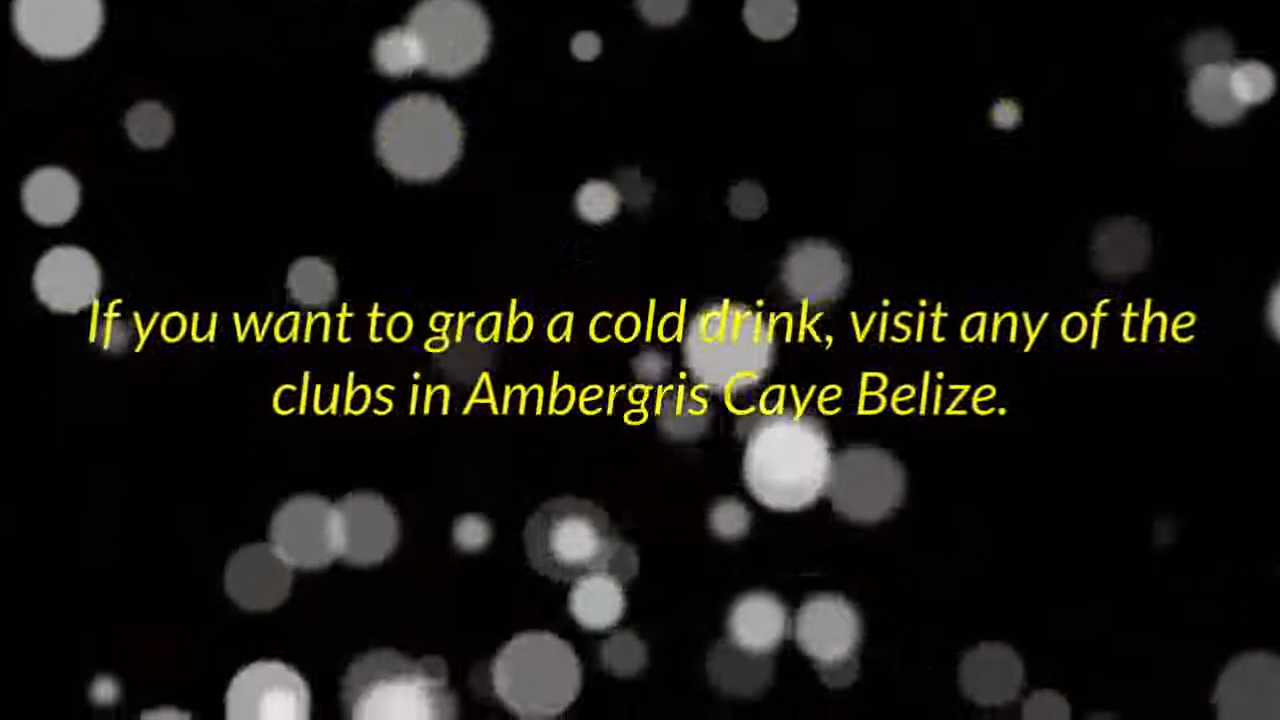 If you want to grab a cold drink, visit any of the
clubs in Ambergris Caye Belize.